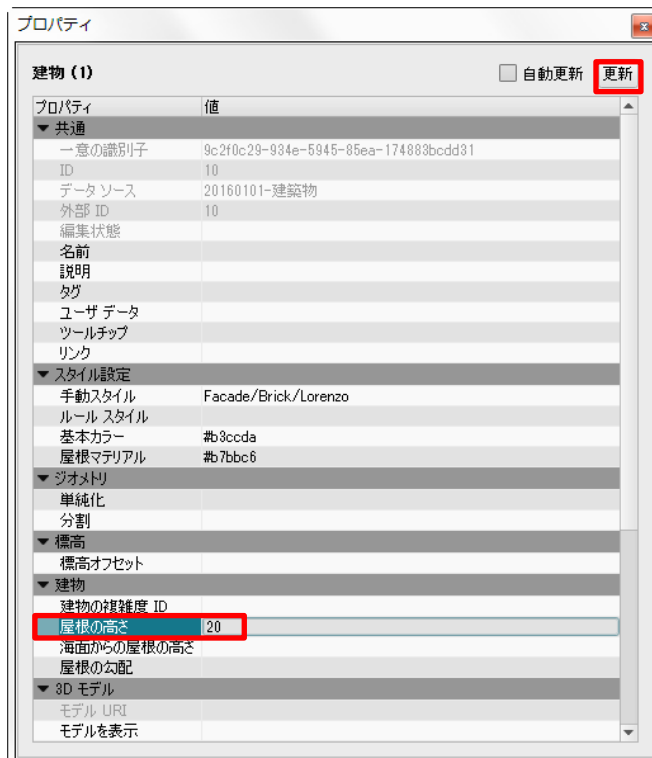 プロパティ
建物 (1)
自動更新 更新
プロパティ 値
共通
一意の識別子 9c2f0c29-934e-5945-85ea-174883bcdd31
ID 10
データ ソース 20160101-建築物
外部 ID 10
編集状態
名前
説明
タグ
ユーザ データ
ツールチップ
リンク
スタイル設定
手動スタイル Facade/Brick/Lorenzo
ルール スタイル
基本カラー #b3ccda
屋根マテリアル #b7bbc6
ジオメトリ
単純化
分割
標高
標高オフセット
建物
建物の複雑度 ID
屋根の高さ 20
海面からの屋根の高さ
屋根の勾配
3D モデル
モデル URI
モデルを表示